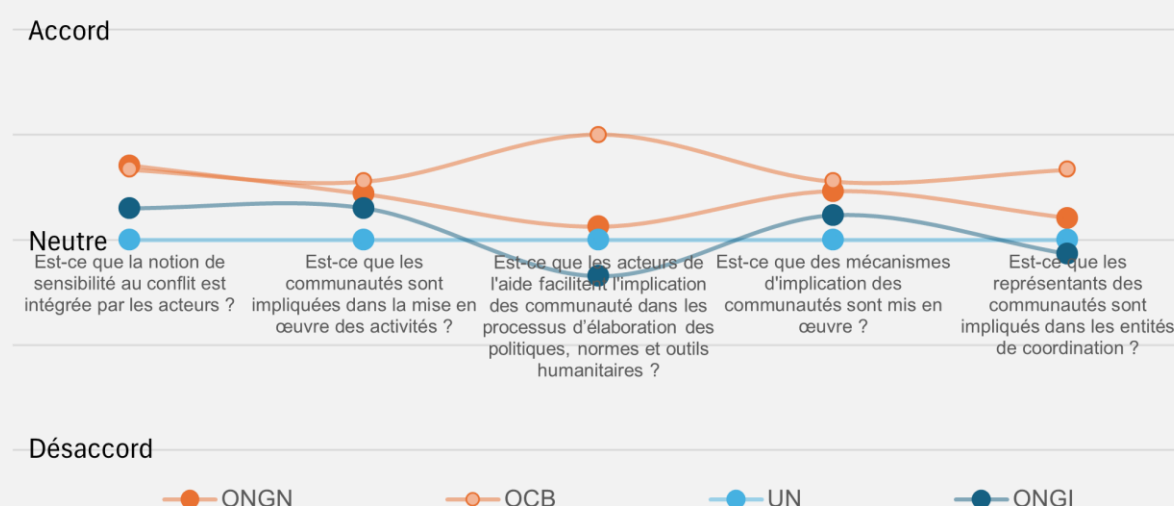 Accord
Neutre
Est-ce que la notion de
sensibilité au conflit est
intégrée par les acteurs ?
Est-ce que les
communautés sont
impliquées dans la mise en
œuvre des activités ?
Est-ce que les acteurs de
l'aide facilitent l'implication
des communauté dans les
processus d'élaboration des
politiques, normes et outils
humanitaires ?
Est-ce que des mécanismes
d'implication des
communautés sont mis en
œuvre ?
Est-ce que les
représentants des
communautés sont
impliqués dans les entités
de coordination ?
Désaccord
ONGN
OCB
UN
ONGI